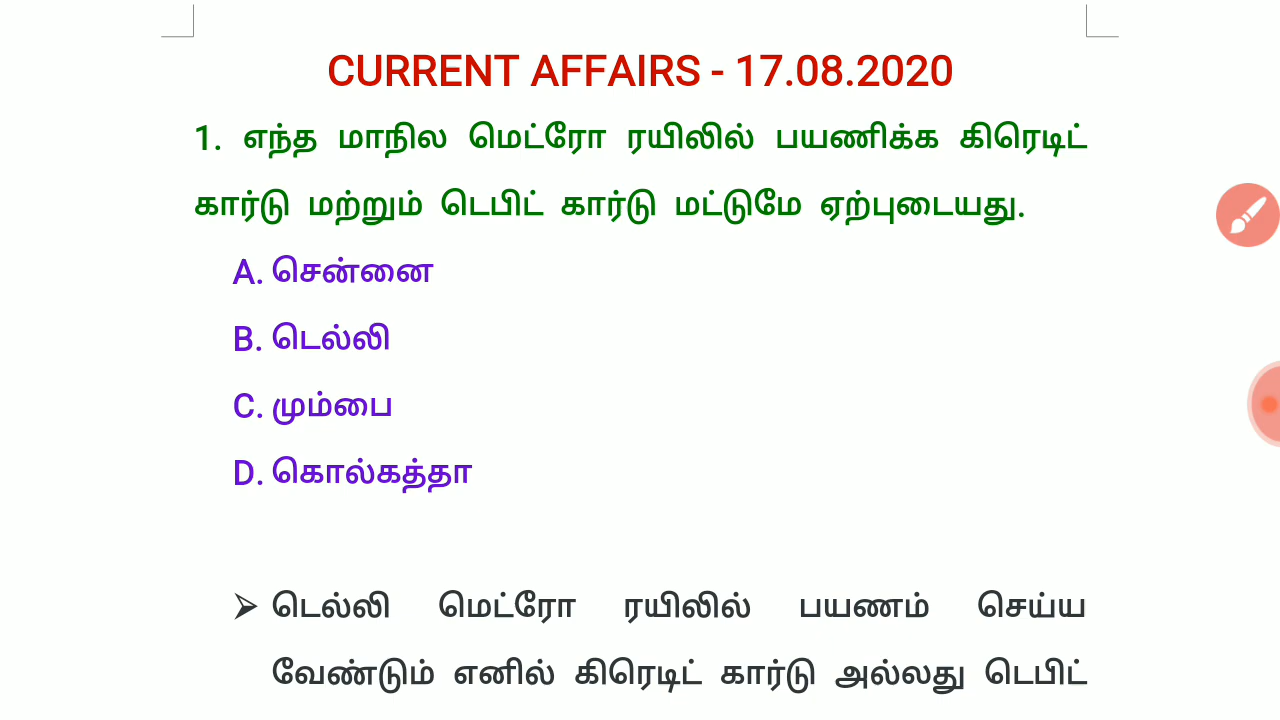 CURRENT AFFAIRS - 17.08.2020
1. எந்த மாநில மெட்ரோ ரயிலில் பயணிக்க கிரெடிட்
கார்டு மற்றும் டெபிட் கார்டு மட்டுமே ஏற்புடையது.
A. சென்னை
B. டெல்லி
C. மும்பை
D. கொல்கத்தா
➢ டெல்லி மெட்ரோ ரயிலில் பயணம் செய்ய
வேண்டும் எனில் கிரெடிட் கார்டு அல்லது டெபிட்